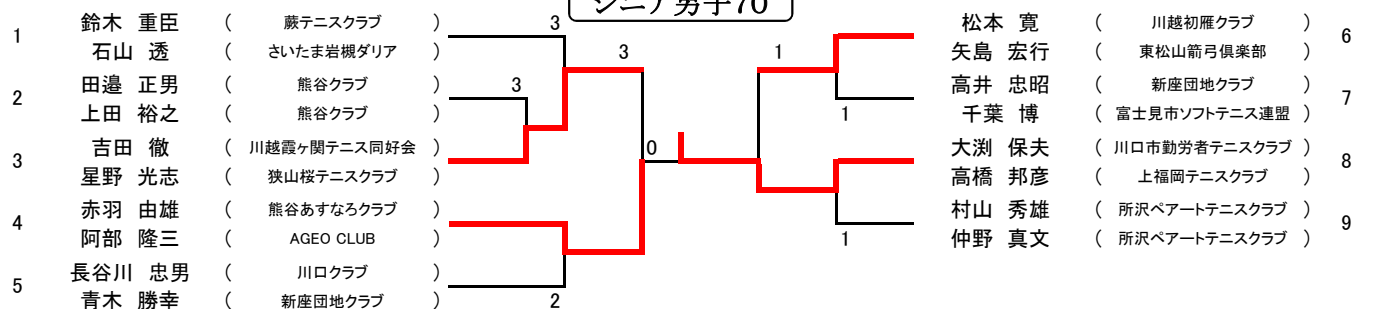 シニア男子70
1 鈴木 重臣 ( 蕨テニスクラブ )
石山 透 ( さいたま岩槻ダリア )
2 田邉 正男 ( 熊谷クラブ )
上田 裕之 ( 熊谷クラブ )
3 吉田 徹 ( 川越霞ヶ関テニス同好会 )
星野 光志 ( 狭山桜テニスクラブ )
4 赤羽 由雄 ( 熊谷あすなろクラブ )
阿部 隆三 ( AGEO CLUB )
5 長谷川 忠男 ( 川口クラブ )
青木 勝幸 ( 新座団地クラブ )
3
3
3
2
0
1
1
1
松本 寛 ( 川越初雁クラブ ) 6
矢島 宏行 ( 東松山箭弓倶楽部 )
高井 忠昭 ( 新座団地クラブ ) 7
千葉 博 ( 富士見市ソフトテニス連盟 )
大渕 保夫 ( 川口市勤労者テニスクラブ ) 8
高橋 邦彦 ( 上福岡テニスクラブ )
村山 秀雄 ( 所沢ペアートテニスクラブ ) 9
仲野 真文 ( 所沢ペアートテニスクラブ )